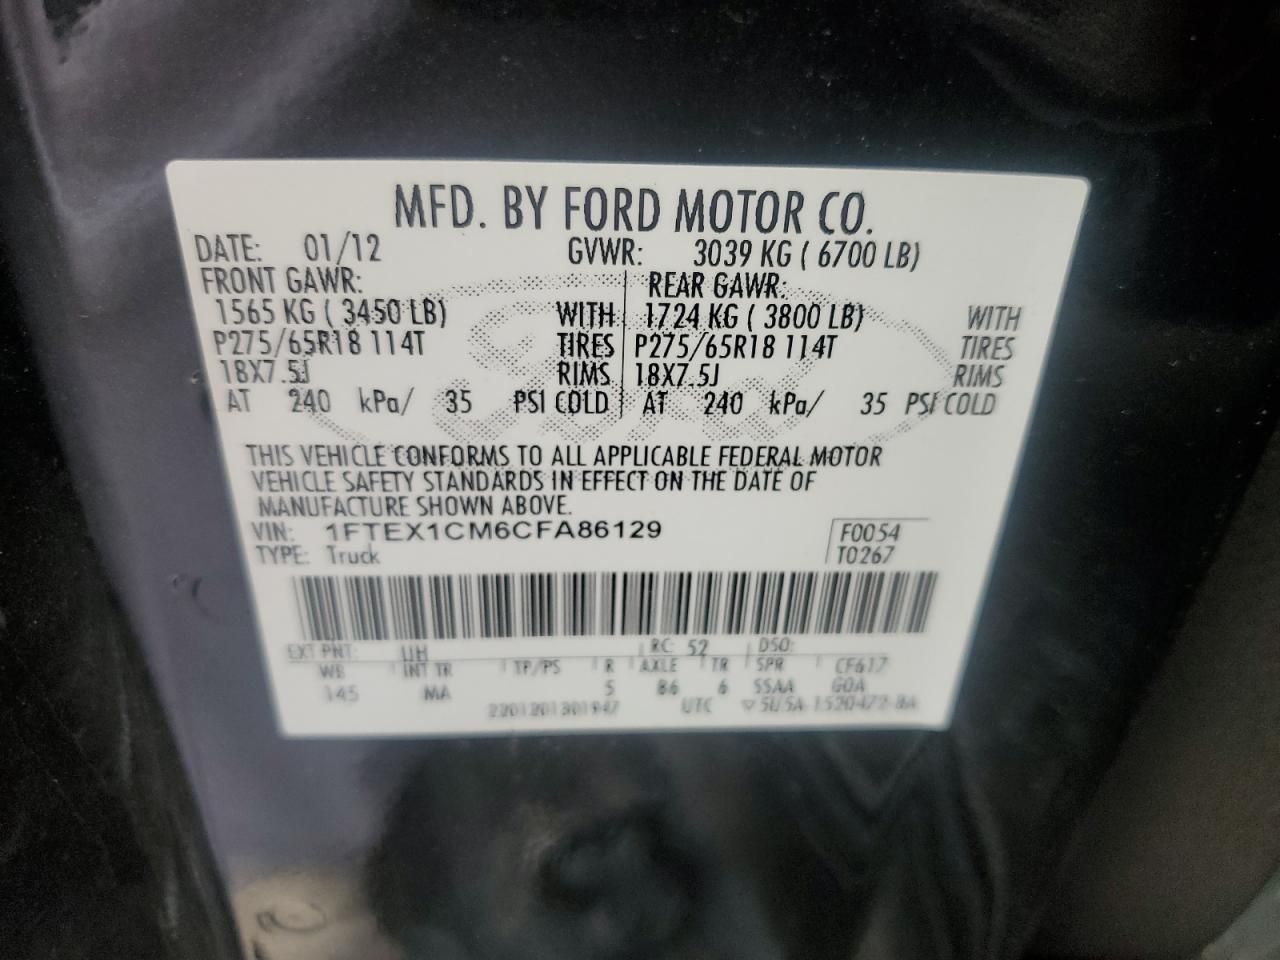 MFD. BY FORD MOTOR CO.
DATE: 01/12 GVWR: 3039 KG ( 6700 LB)
FRONT GAWR: REAR GAWR:
1565 KG ( 3450 LB) WITH 1724 KG ( 3800 LB) WITH
P275/65R18 114T TIRES P275/65R18 114T TIRES
18X7.5J RIMS 18X7.5J RIMS
AT 240 kPa/ 35 PSI COLD AT 240 kPa/ 35 PSI COLD
THIS VEHICLE CONFORMS TO ALL APPLICABLE FEDERAL MOTOR
VEHICLE SAFETY STANDARDS IN EFFECT ON THE DATE OF
MANUFACTURE SHOWN ABOVE.
VIN: 1FTEX1CM6CFA86129 F0054
TYPE: Truck T0267
EXT PNT: UH RC: 52 DSO:
WB INT TR TP/PS R AXLE TR SPR CF617
145 MA 5 B6 6 SSAA GOA
2201201301947 UTC